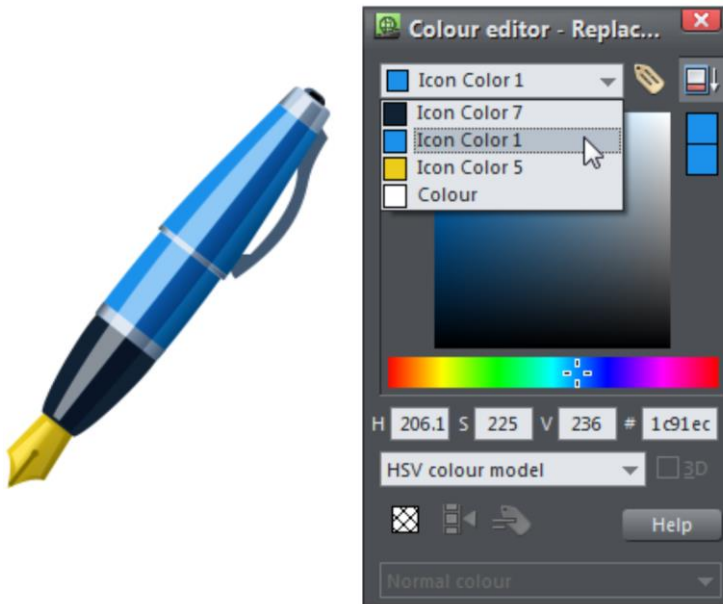 Colour editor - Replac...
Icon Color 1
Icon Color 7
Icon Color 1
Icon Color 5
Colour
H 206.1 S 225 V 236 # 1c91ec
HSV colour model 3D
Help
Normal colour